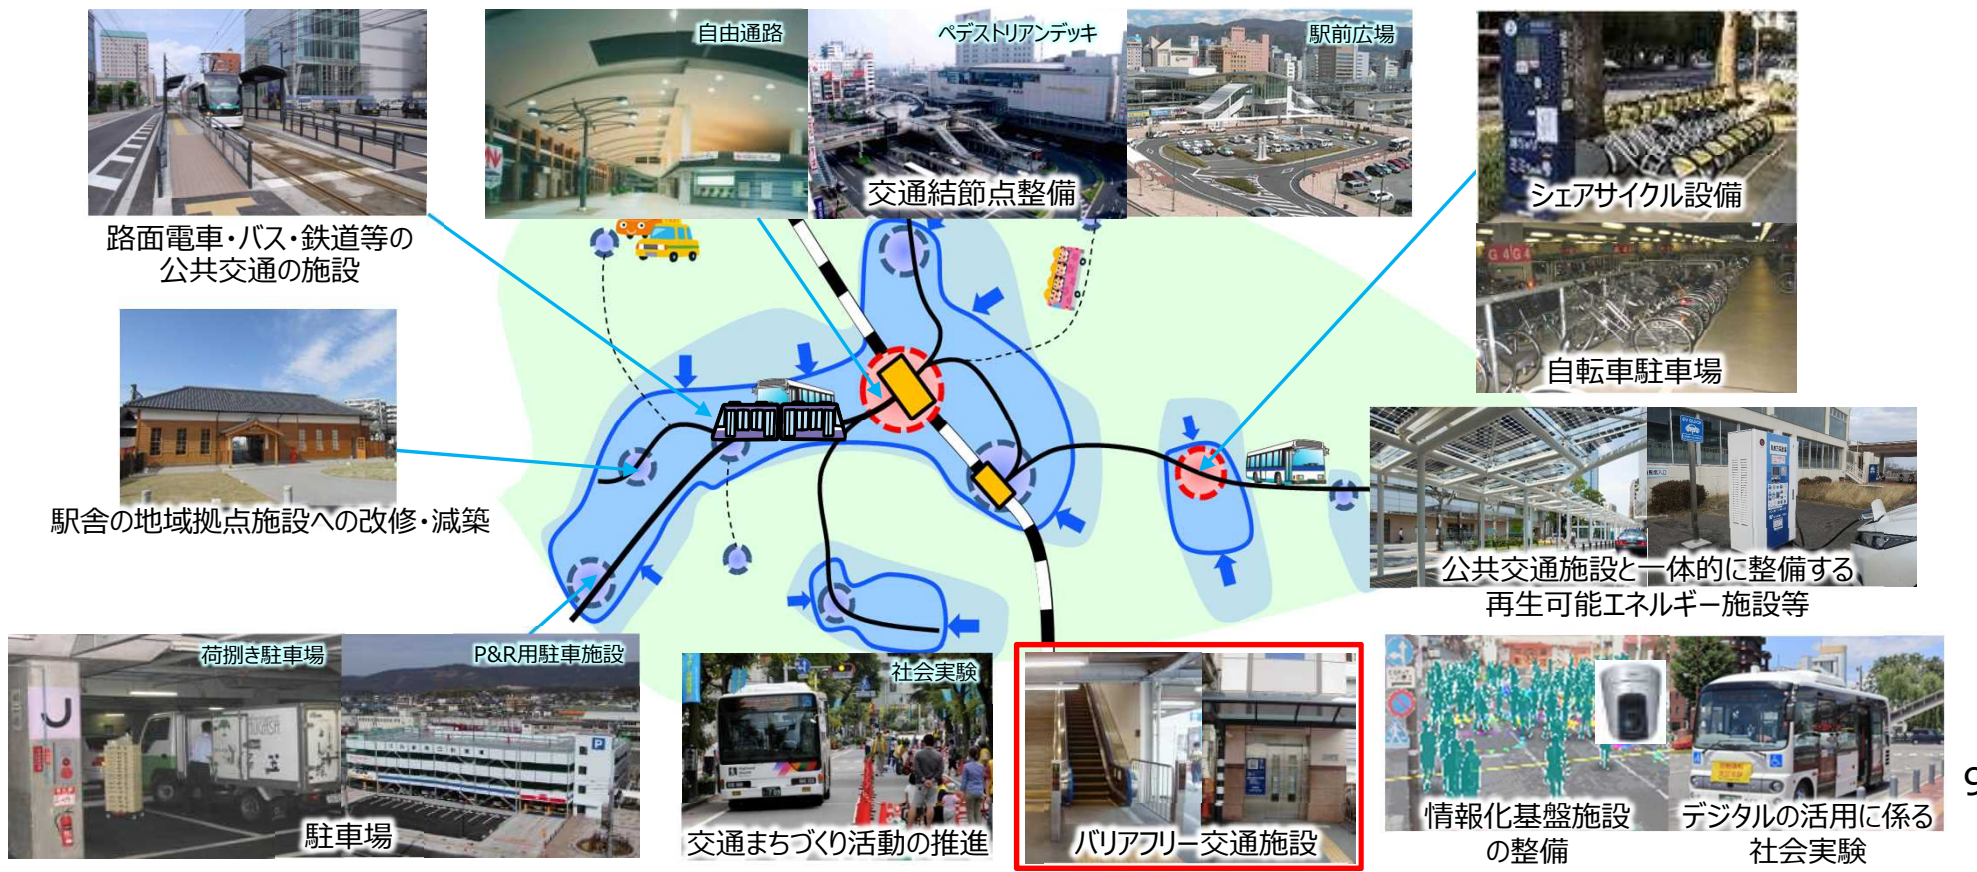 自由通路
ペデストリアンデッキ
駅前広場
交通結節点整備
シェアサイクル設備
路面電車・バス・鉄道等の
公共交通の施設
G 4 G 4
自転車駐車場
駅舎の地域拠点施設への改修・減築
公共交通施設と一体的に整備する
再生可能エネルギー施設等
荷捌き駐車場
P&R用駐車施設
P
駐車場
社会実験
交通まちづくり活動の推進
バリアフリー交通施設
情報化基盤施設
の整備
デジタルの活用に係る
社会実験
9